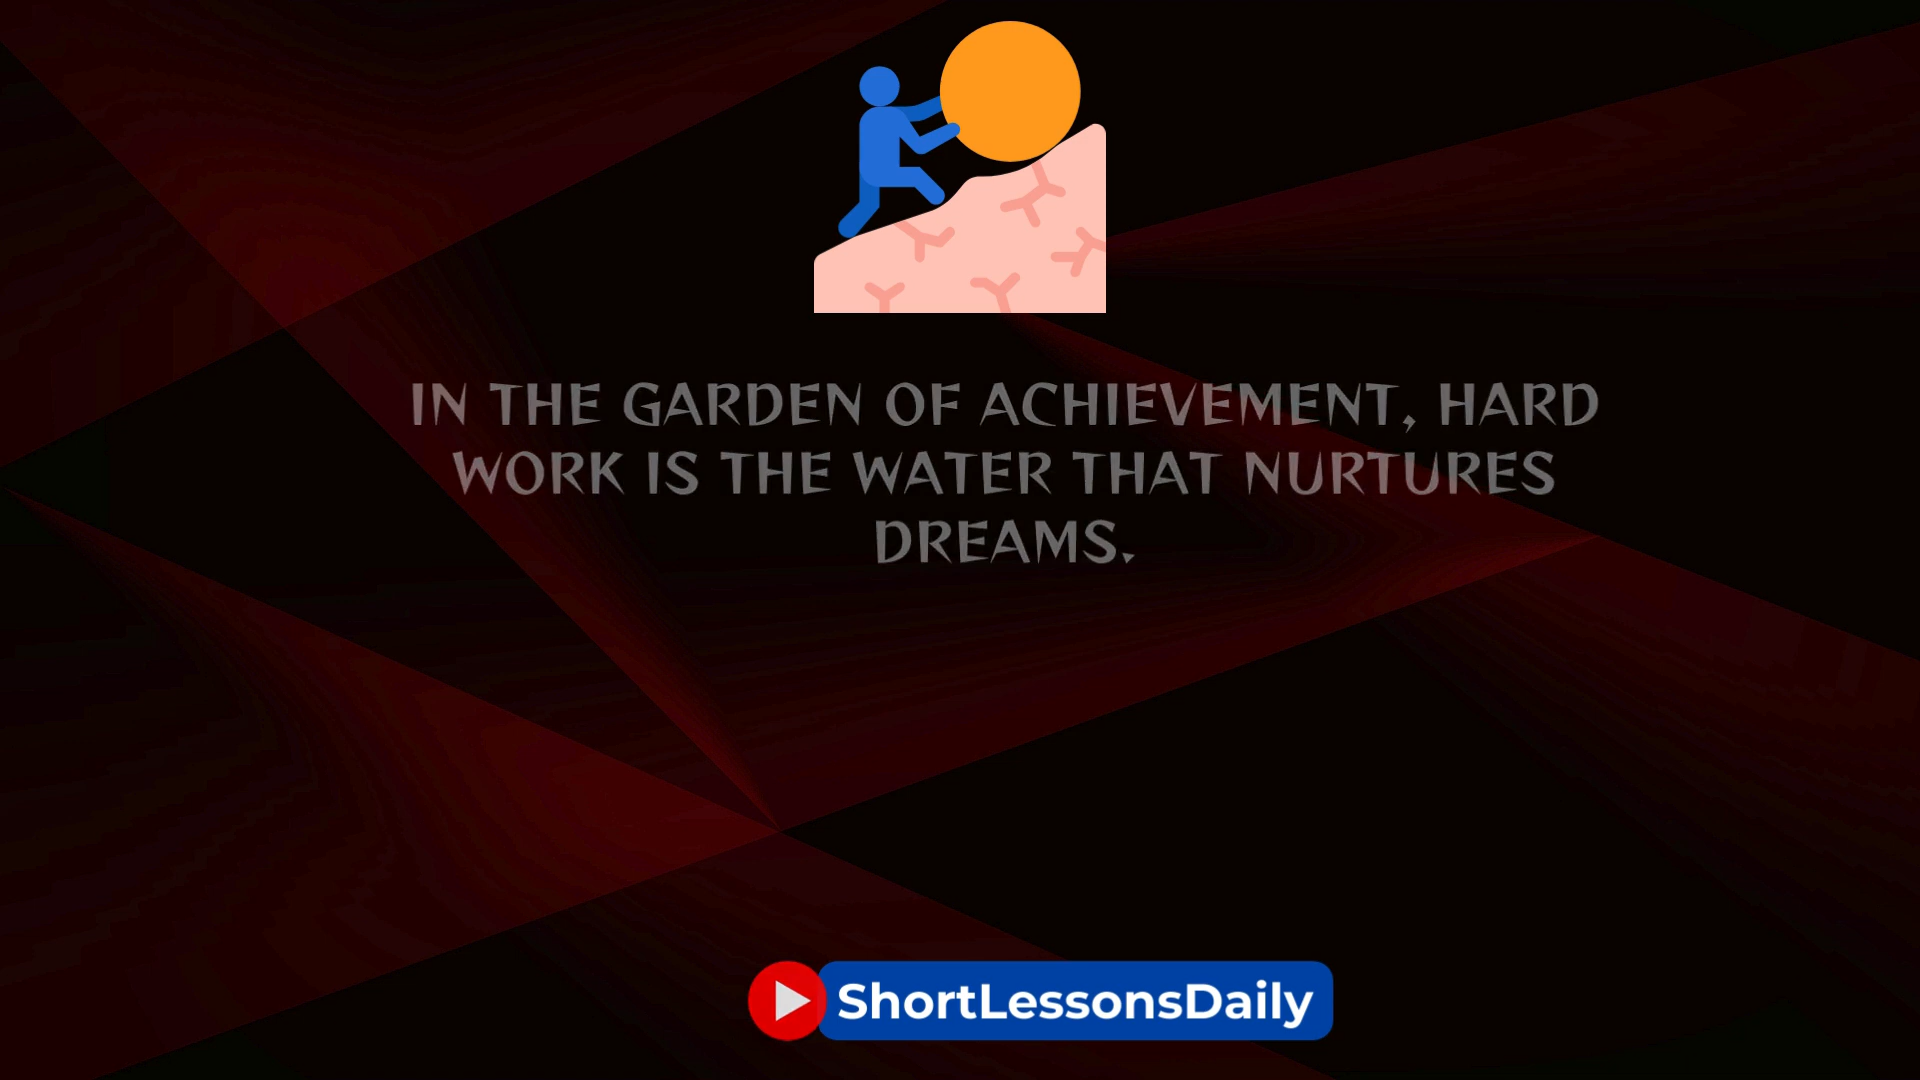 IN THE GARDEN OF ACHIEVEMENT, HARD
WORK IS THE WATER THAT NURTURES
DREAMS.
ShortLessonsDaily